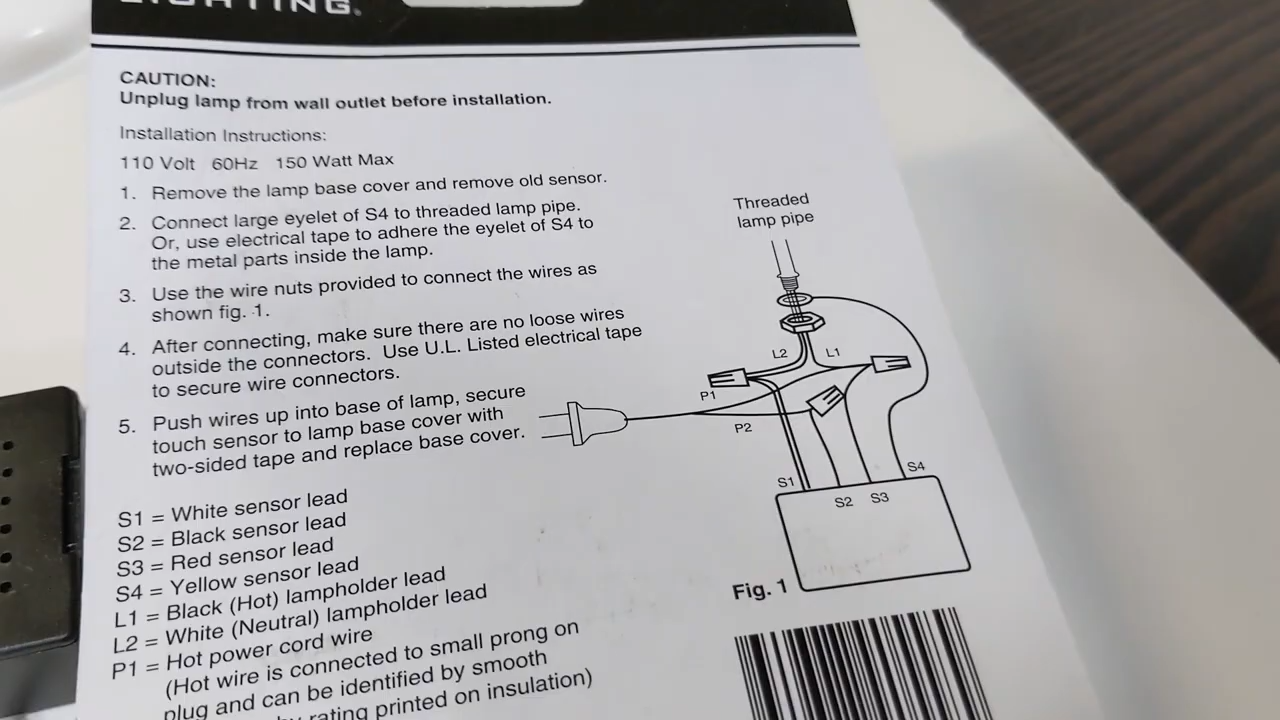 LIGHTING®
CAUTION:
Unplug lamp from wall outlet before installation.
Installation Instructions:
110 Volt 60Hz 150 Watt Max
1. Remove the lamp base cover and remove old sensor.
2. Connect large eyelet of S4 to threaded lamp pipe.
Or, use electrical tape to adhere the eyelet of S4 to
the metal parts inside the lamp.
3. Use the wire nuts provided to connect the wires as
shown fig. 1.
4. After connecting, make sure there are no loose wires
outside the connectors. Use U.L. Listed electrical tape
to secure wire connectors.
5. Push wires up into base of lamp, secure
touch sensor to lamp base cover with
two-sided tape and replace base cover.
S1 = White sensor lead
S2 = Black sensor lead
S3 = Red sensor lead
S4 = Yellow sensor lead
L1 = Black (Hot) lampholder lead
L2 = White (Neutral) lampholder lead
P1 = Hot power cord wire
(Hot wire is connected to small prong on
plug and can be identified by smooth
rating printed on insulation)
Threaded
lamp pipe
L2
L1
P1
P2
S1
S2
S3
S4
Fig. 1